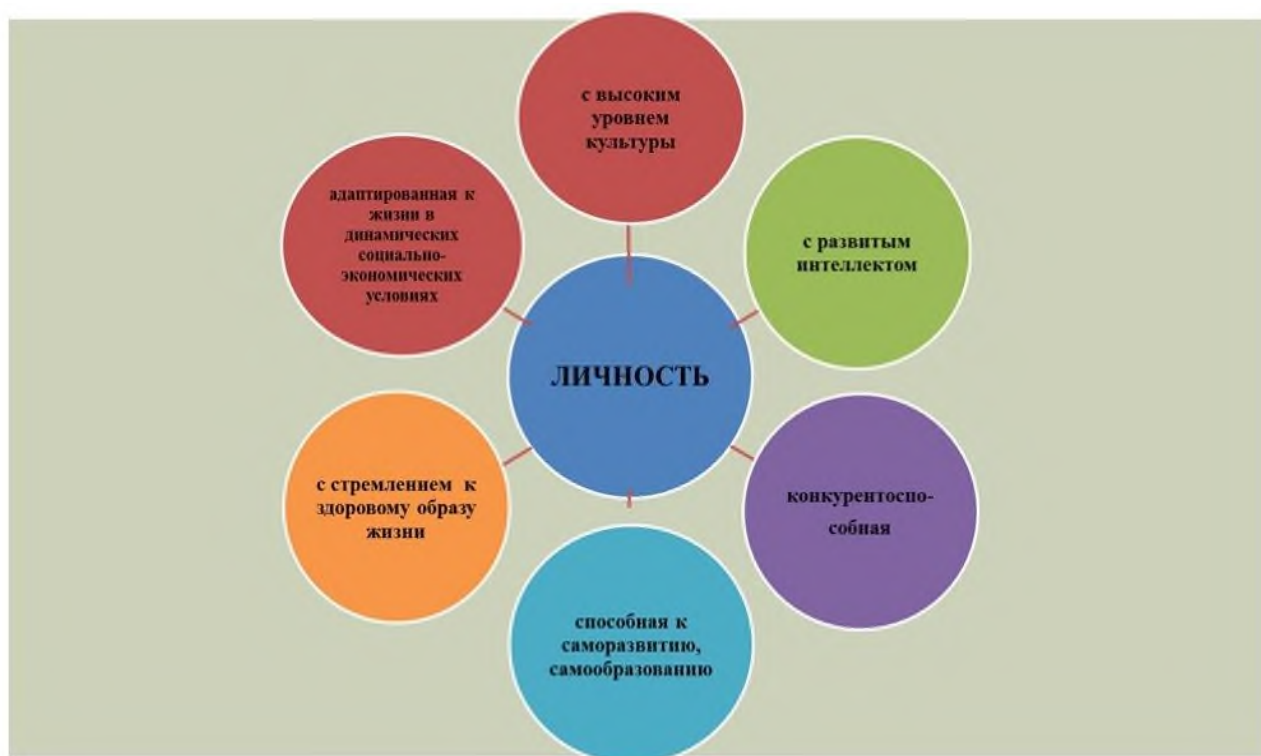 с высоким
уровнем
культуры
с развитым
интеллектом
конкурентоспо-
собная
способная к
саморазвитию,
самообразованию
с стремлением к
здоровому образу
жизни
адаптированная к
жизни в
динамических
социально-
экономических
условиях
ЛИЧНОСТЬ